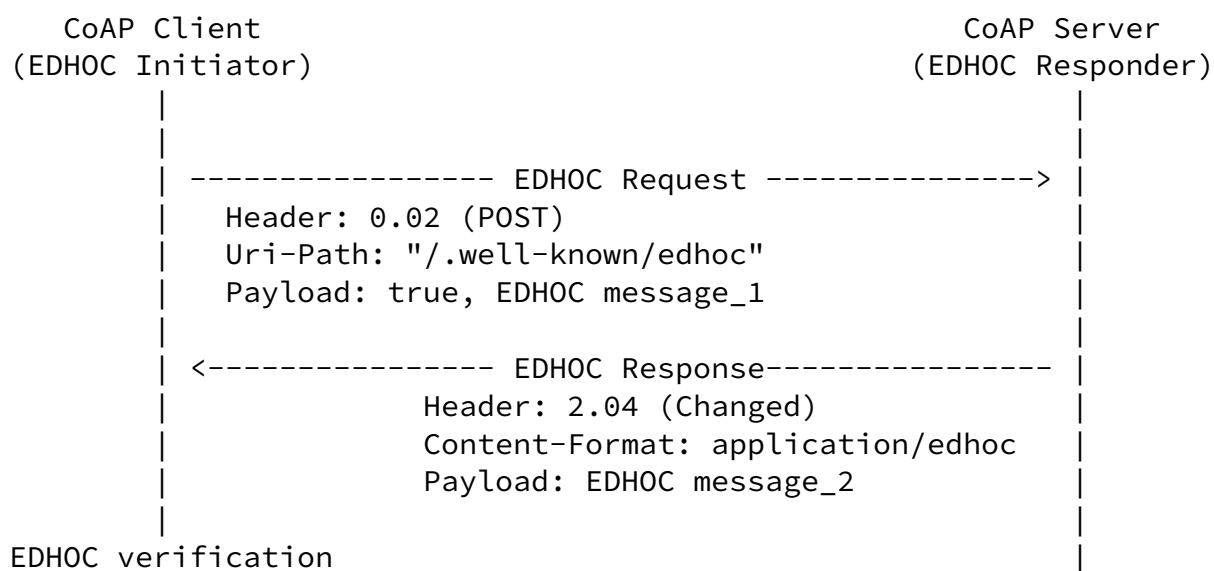 CoAP Client                                             CoAP Server
(EDHOC Initiator)                                   (EDHOC Responder)
----------------- EDHOC Request --------------->
Header: 0.02 (POST)
Uri-Path: "/.well-known/edhoc"
Payload: true, EDHOC message_1
<---------------- EDHOC Response----------------
Header: 2.04 (Changed)
Content-Format: application/edhoc
Payload: EDHOC message_2
EDHOC verification